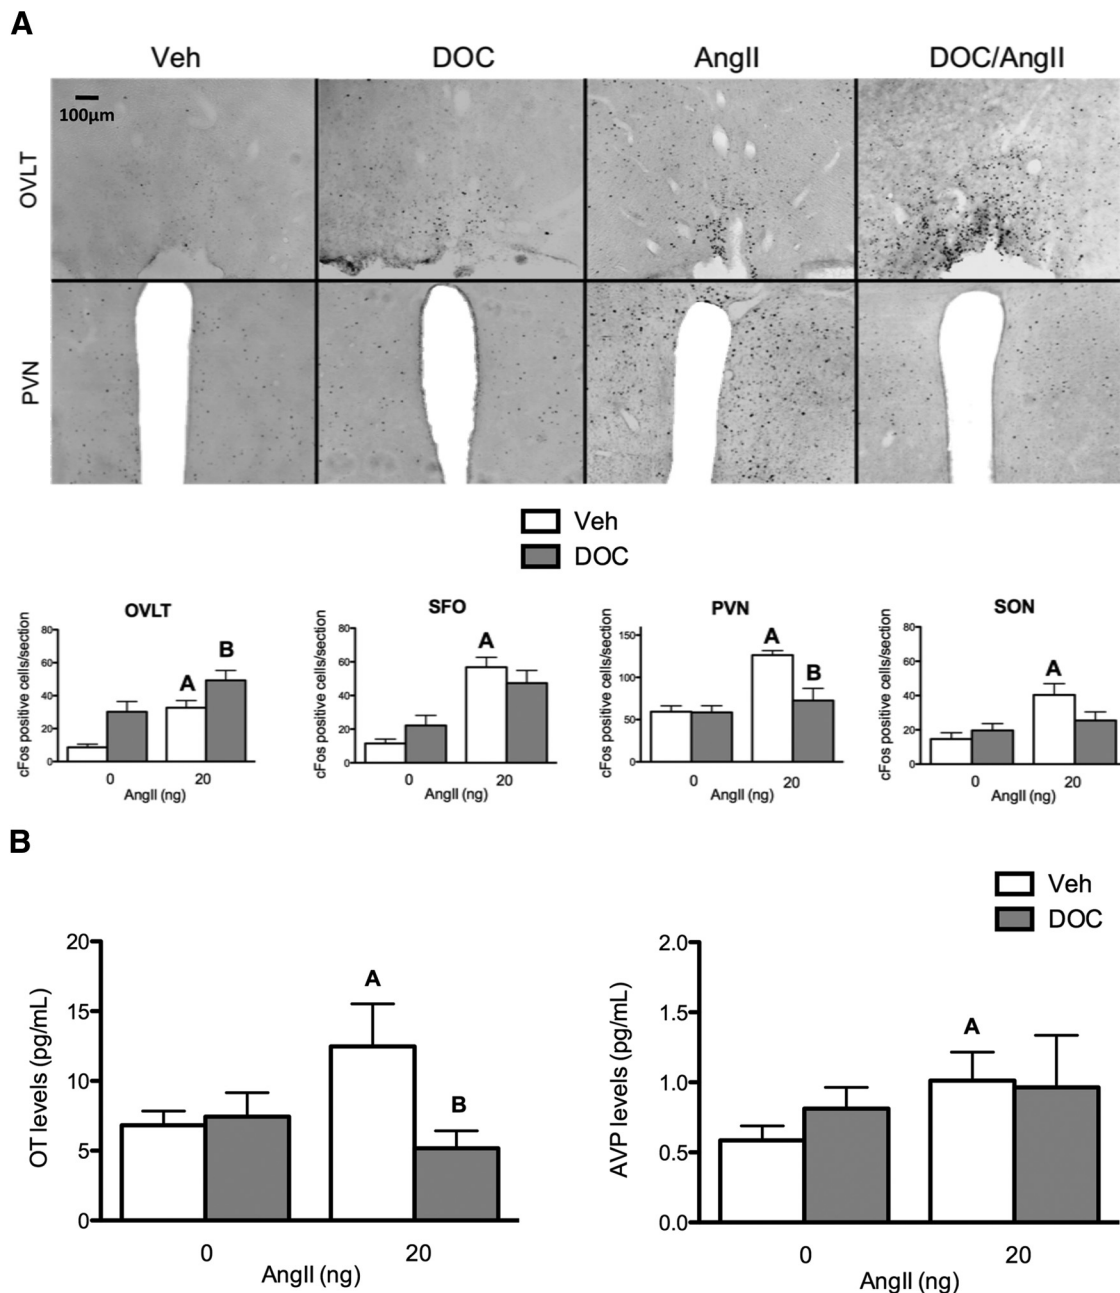 A
Veh DOC AngII DOC/AngII
100µm
OVLT
PVN
Veh
DOC
OVLT
cFos positive cells/section
80
60
40
20
0
A
B
0 20
AngII (ng)
SFO
cFos positive cells/section
80
60
40
20
0
A
0 20
AngII (ng)
PVN
cFos positive cells/section
150
100
50
0
A
B
0 20
AngII (ng)
SON
cFos positive cells/section
80
60
40
20
0
A
0 20
AngII (ng)
B
Veh
DOC
OT levels (pg/mL)
20
15
10
5
0
A
B
0 20
AngII (ng)
AVP levels (pg/mL)
2.0
1.5
1.0
0.5
0.0
A
0 20
AngII (ng)